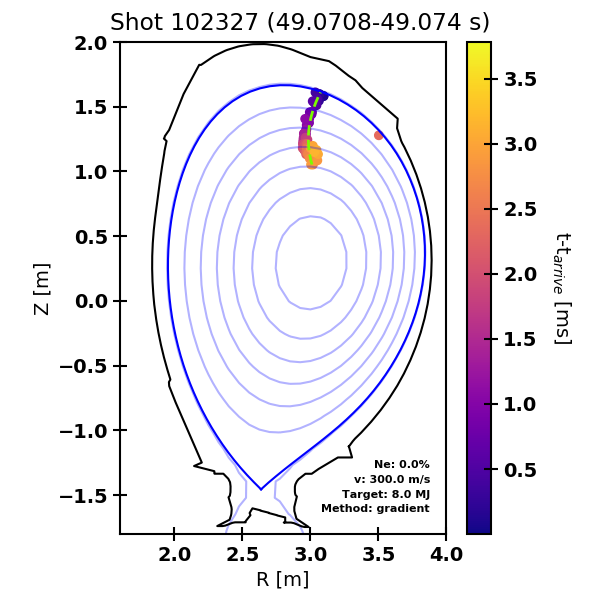 Shot 102327 (49.0708-49.074 s)
2.0
1.5
1.0
0.5
0.0
−0.5
−1.0
−1.5
Z [m]
2.0 2.5 3.0 3.5 4.0
R [m]
Ne: 0.0%
v: 300.0 m/s
Target: 8.0 MJ
Method: gradient
3.5
3.0
2.5
2.0
1.5
1.0
0.5
t-tarrive [ms]